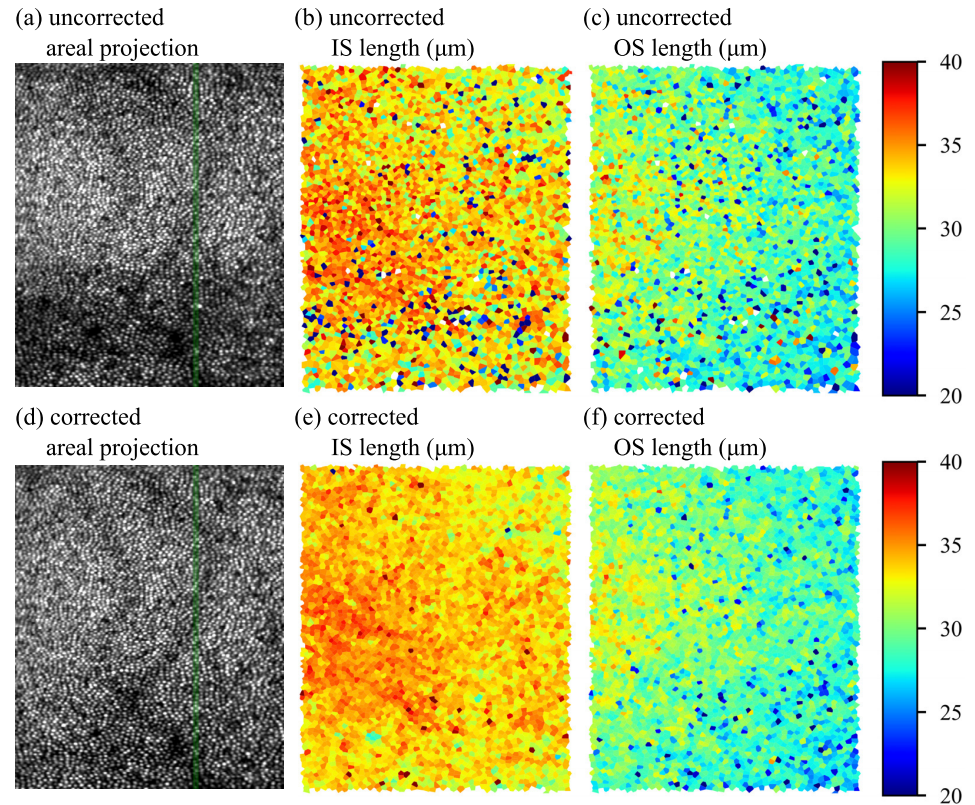 (a) uncorrected
areal projection
(b) uncorrected
IS length (μm)
(c) uncorrected
OS length (μm)
40
35
30
25
20
(d) corrected
areal projection
(e) corrected
IS length (μm)
(f) corrected
OS length (μm)
40
35
30
25
20